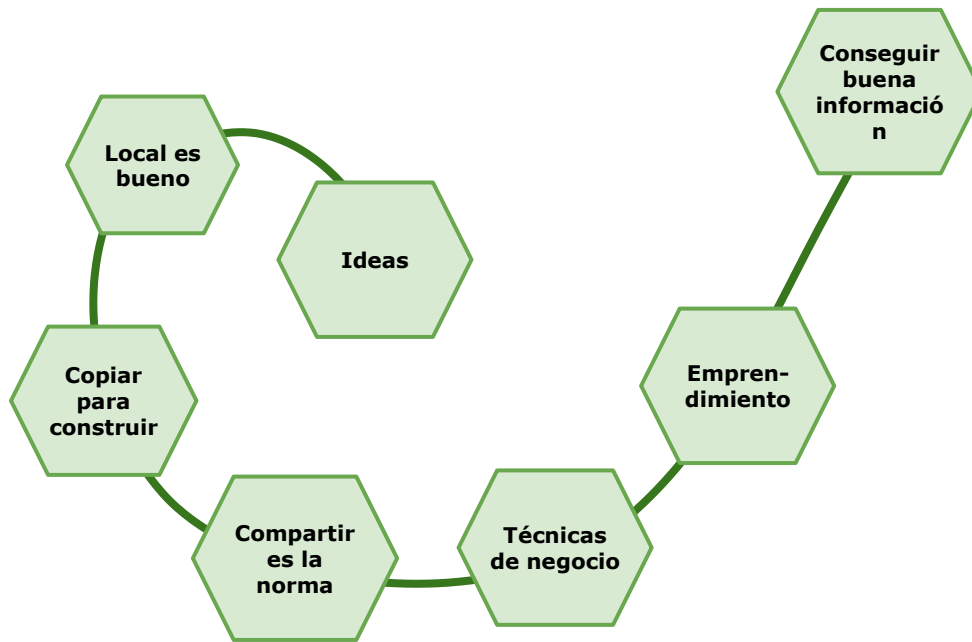 Conseguir
buena
informació
n
Local es
bueno
Ideas
Copiar
para
construir
Empren-
dimiento
Compartir
es la
norma
Técnicas
de negocio